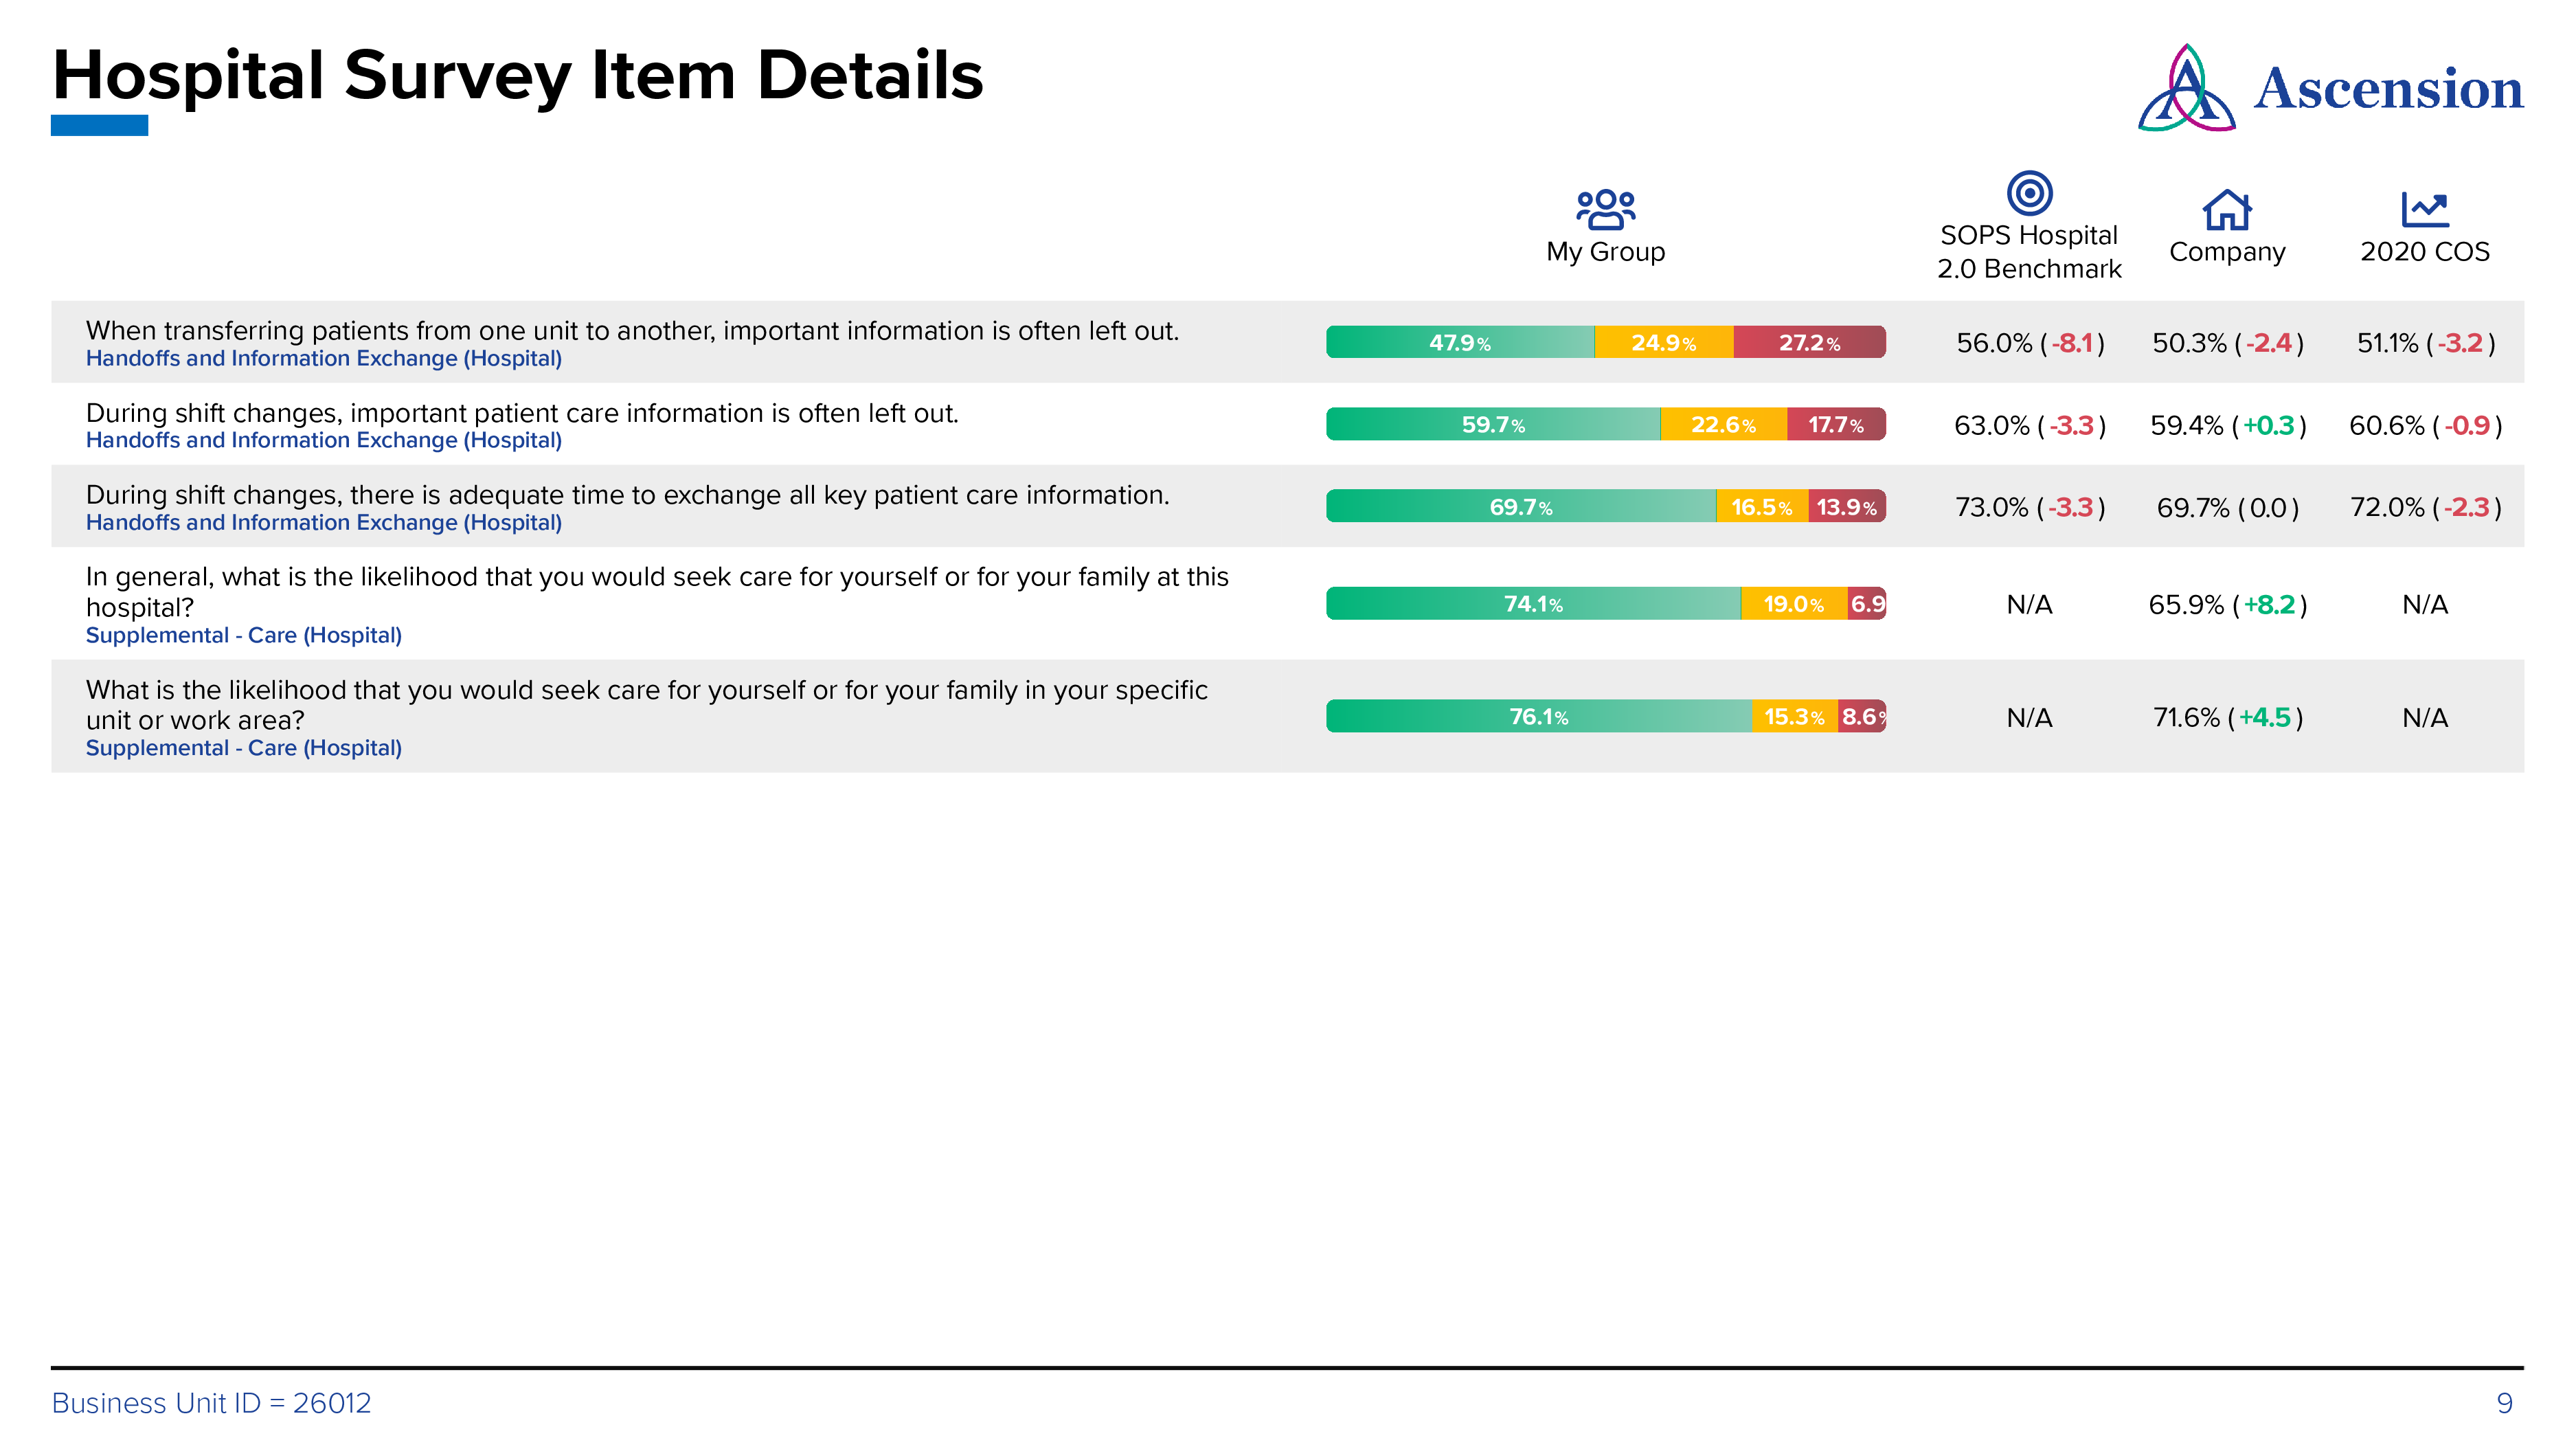 Hospital Survey Item Details
Ascension
My Group
SOPS Hospital
2.0 Benchmark
Company
2020 COS
When transferring patients from one unit to another, important information is often left out.
Handoffs and Information Exchange (Hospital)
47.9% 24.9% 27.2% 56.0% ( -8.1 ) 50.3% ( -2.4 ) 51.1% ( -3.2 )
During shift changes, important patient care information is often left out.
Handoffs and Information Exchange (Hospital)
59.7% 22.6% 17.7% 63.0% ( -3.3 ) 59.4% ( +0.3 ) 60.6% ( -0.9 )
During shift changes, there is adequate time to exchange all key patient care information.
Handoffs and Information Exchange (Hospital)
69.7% 16.5% 13.9% 73.0% ( -3.3 ) 69.7% ( 0.0 ) 72.0% ( -2.3 )
In general, what is the likelihood that you would seek care for yourself or for your family at this
hospital?
Supplemental - Care (Hospital)
74.1% 19.0% 6.9 N/A 65.9% ( +8.2 ) N/A
What is the likelihood that you would seek care for yourself or for your family in your specific
unit or work area?
Supplemental - Care (Hospital)
76.1% 15.3% 8.6% N/A 71.6% ( +4.5 ) N/A
Business Unit ID = 26012
9